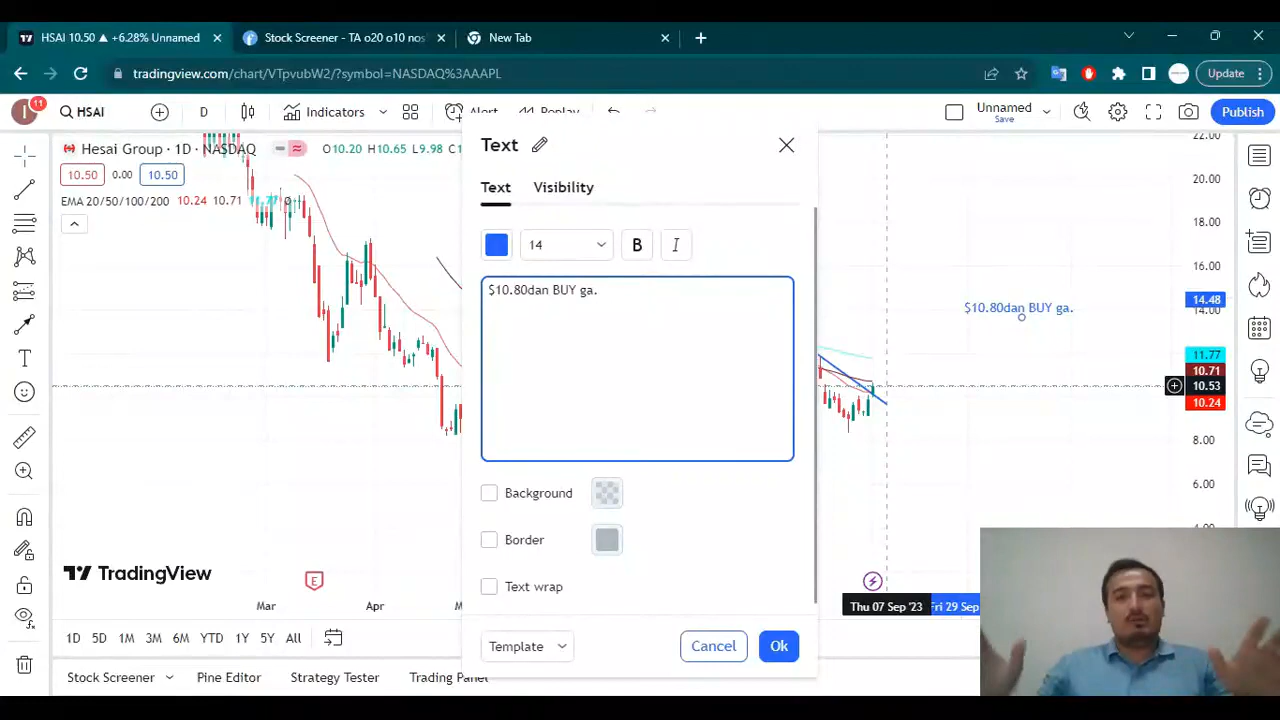 HSAI 10.50 ▲ +6.28% Unnamed
Stock Screener - TA o20 o10 nos
New Tab
tradingview.com/chart/VTpvubW2/?symbol=NASDAQ%3AAAPL
Update
11
I
HSAI
D
Indicators
Alert
Replay
Unnamed
Save
Publish
Hesai Group · 1D · NASDAQ
O10.20 H10.65 L9.98 C1
10.50 0.00 10.50
EMA 20/50/100/200 10.24 10.71 11.77
Text
Text
Visibility
14
B
I
$10.80dan BUY ga.
Background
Border
Text wrap
Template
Cancel
Ok
$10.80dan BUY ga.
22.00
20.00
18.00
16.00
14.48
14.00
11.77
10.71
10.53
10.24
8.00
6.00
TradingView
E
Mar
Apr
Thu 07 Sep '23
Fri 29 Sep
1D 5D 1M 3M 6M YTD 1Y 5Y All
Stock Screener
Pine Editor
Strategy Tester
Trading Panel